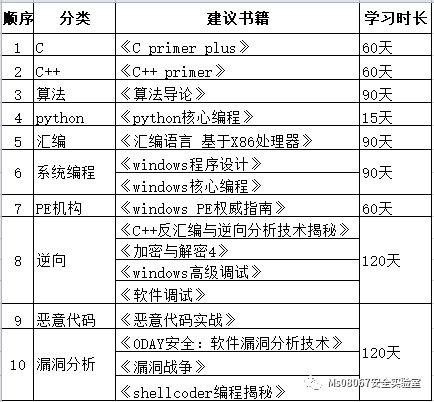 顺序 分类 建议书籍 学习时长
1 C 《C primer plus》 60天
2 C++ 《C++ primer》 60天
3 算法 《算法导论》 90天
4 python 《python核心编程》 15天
5 汇编 《汇编语言 基于X86处理器》 90天
6 系统编程 《windows程序设计》 90天
《windows核心编程》
7 PE机构 《windows PE权威指南》 60天
8 逆向 《C++反汇编与逆向分析技术揭秘》 120天
《加密与解密4》
《windows高级调试》
《软件调试》
9 恶意代码 《恶意代码实战》 120天
10 漏洞分析 《ODAY安全：软件漏洞分析技术》
《漏洞战争》
《shellcoder编程揭秘》
Ms08067安全实验室